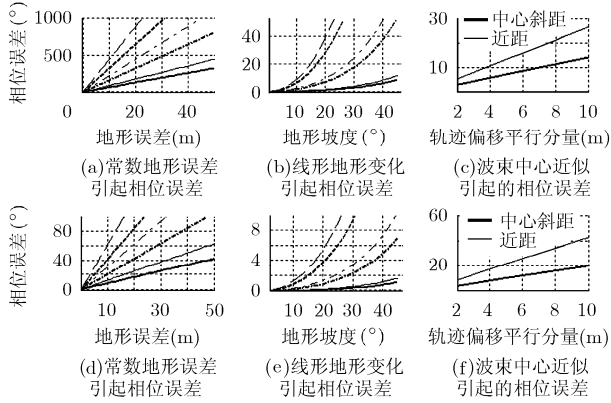 相位误差(°)
1000
500
0
20
40
地形误差(m)
(a)常数地形误差
引起相位误差
40
20
0
10
20
30
40
地形坡度(°)
(b)线形地形变化
引起相位误差
30
10
2
4
6
8
10
中心斜距
近距
轨迹偏移平行分量(m)
(c)波束中心近似
引起的相位误差
相位误差(°)
80
40
0
10
30
50
地形误差(m)
(d)常数地形误差
引起相位误差
8
4
2
0
10
20
30
40
地形坡度(°)
(e)线形地形变化
引起相位误差
60
20
2
4
6
8
10
中心斜距
近距
轨迹偏移平行分量(m)
(f)波束中心近似
引起的相位误差